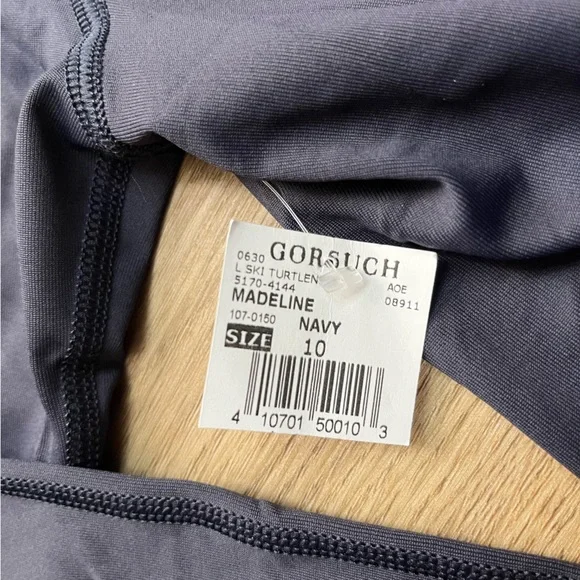 0630 GORSUCH
L SKI TURTLEN AOE
5170-4144 08911
MADELINE
107-0150 NAVY
SIZE 10
4 10701 50010 3